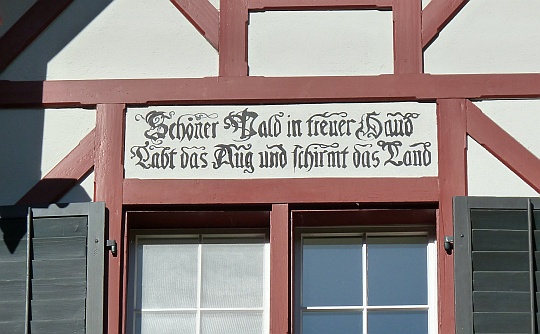 Schöner Wald in treuer Hand
Labt das Aug und schirmt das Land